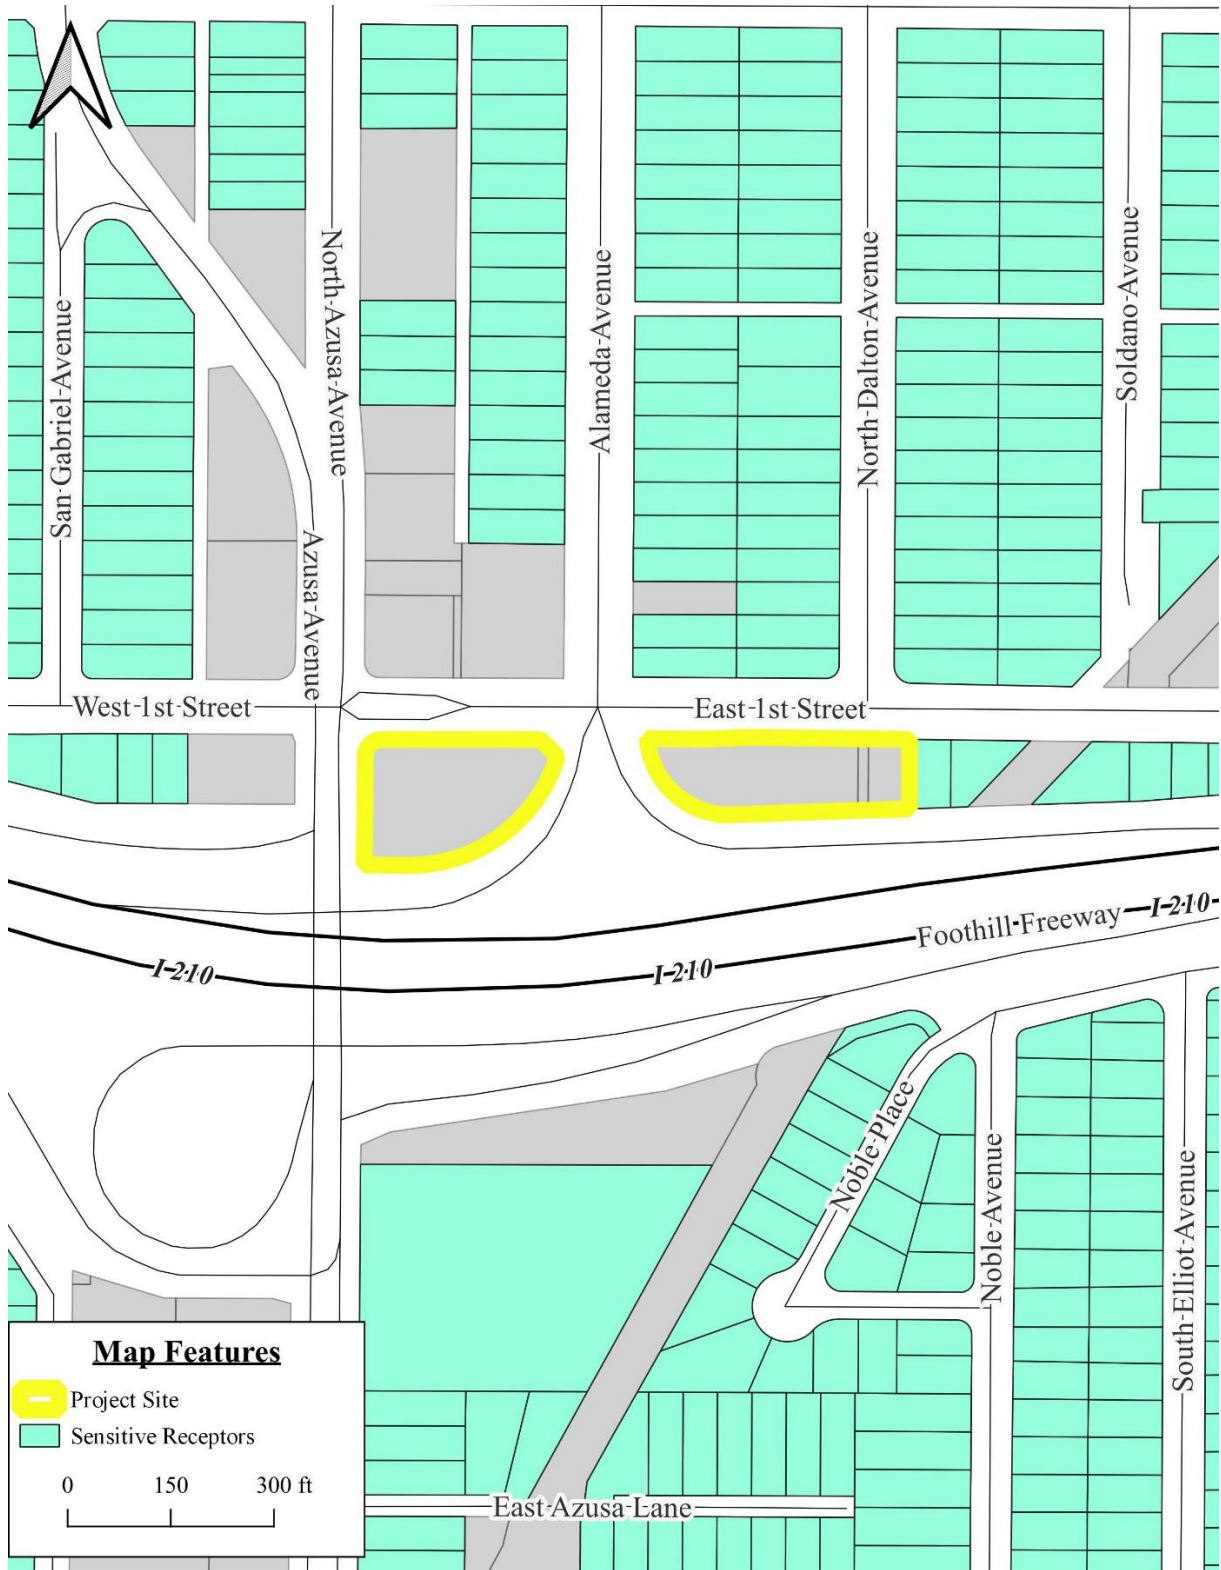 San Gabriel Avenue
North Azusa Avenue
Azusa Avenue
Alameda Avenue
North Dalton Avenue
Soldano Avenue
West 1st Street
East 1st Street
Foothill Freeway
I-210
I-210
I-210
Noble Place
Noble Avenue
South Elliot Avenue
East Azusa Lane
Map Features
Project Site
Sensitive Receptors
0 150 300 ft